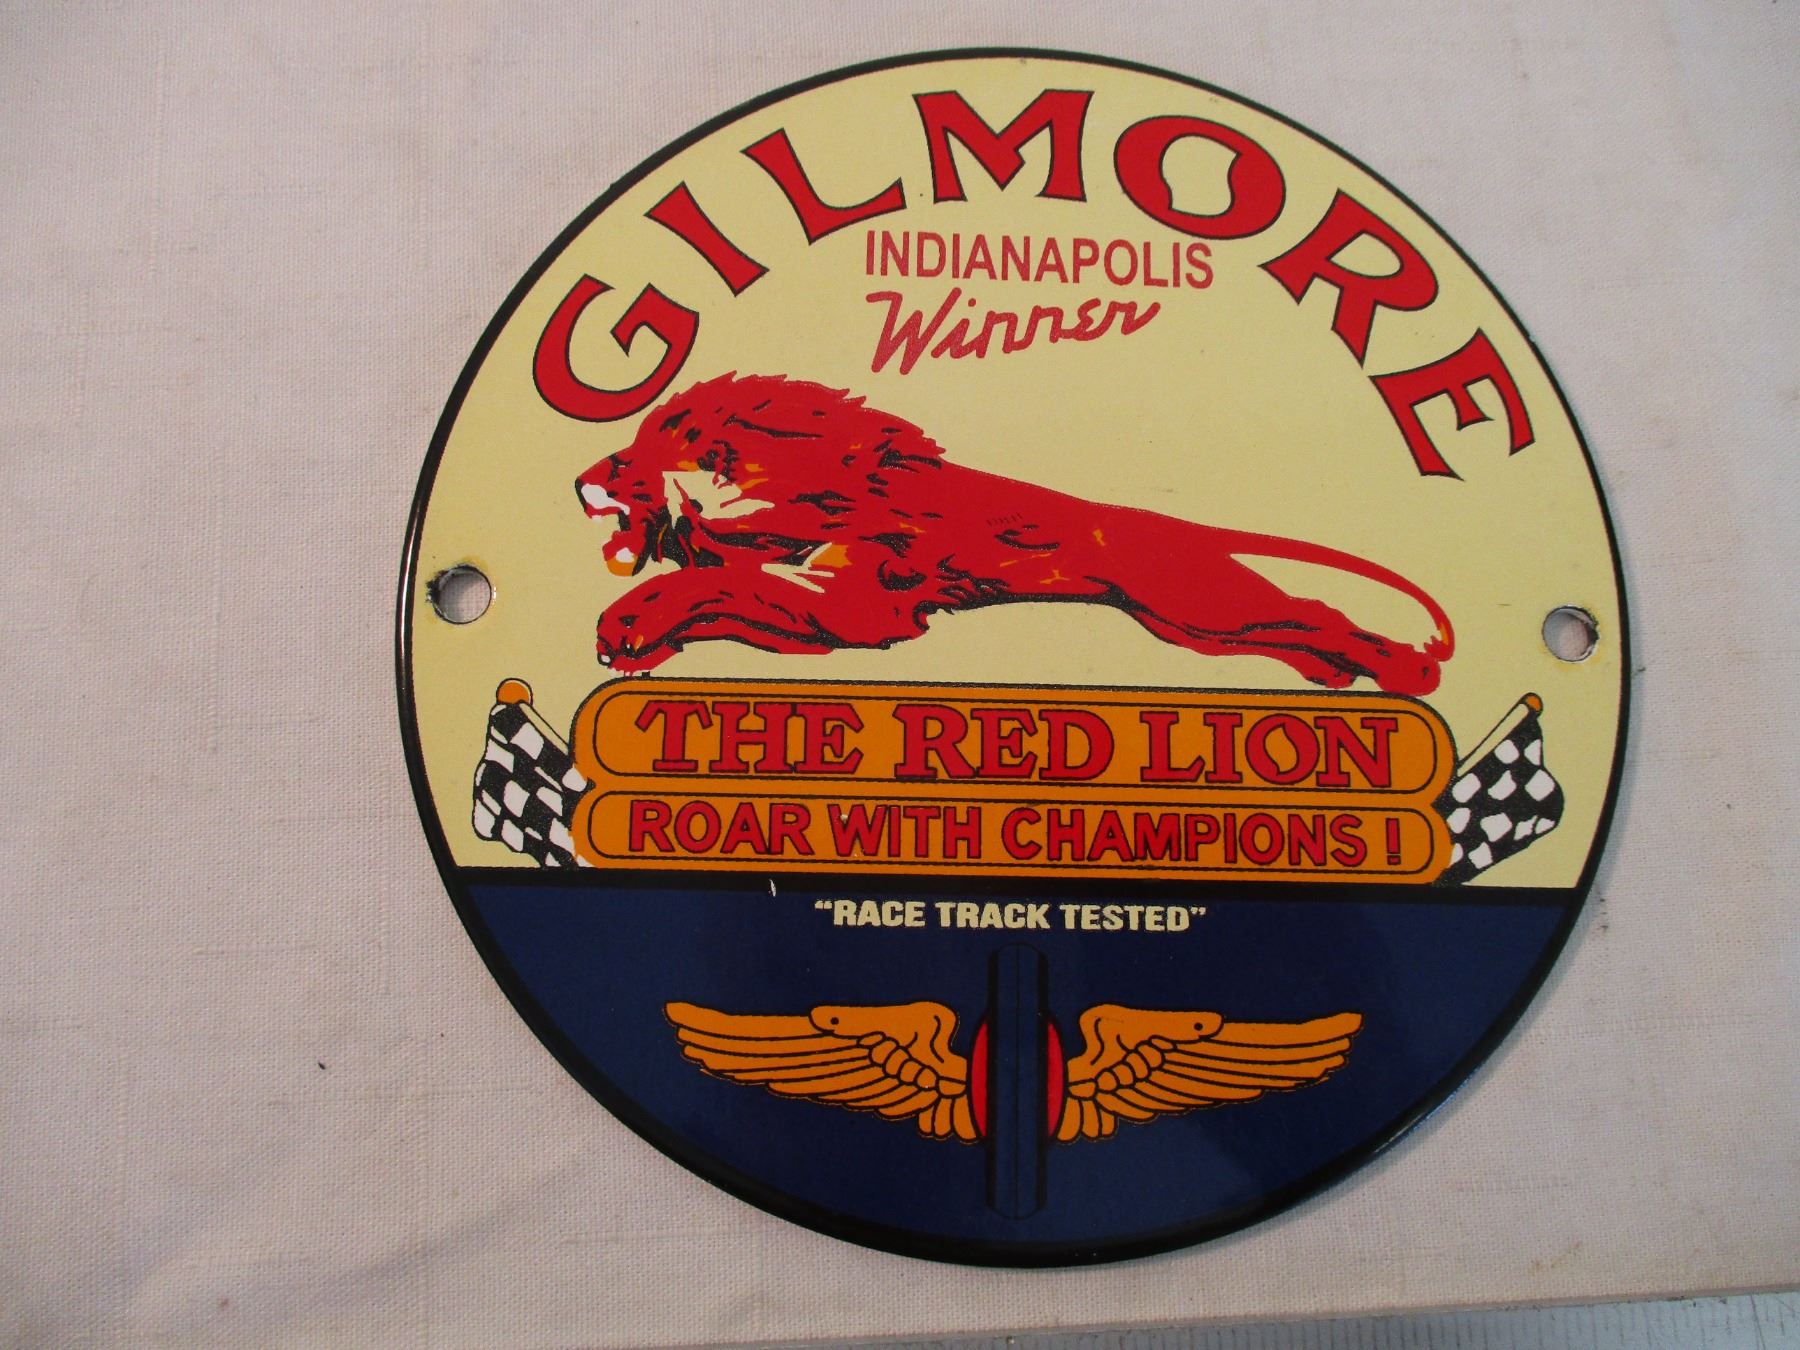 GILMORE
INDIANAPOLIS
Winner
THE RED LION
ROAR WITH CHAMPIONS!
“RACE TRACK TESTED”